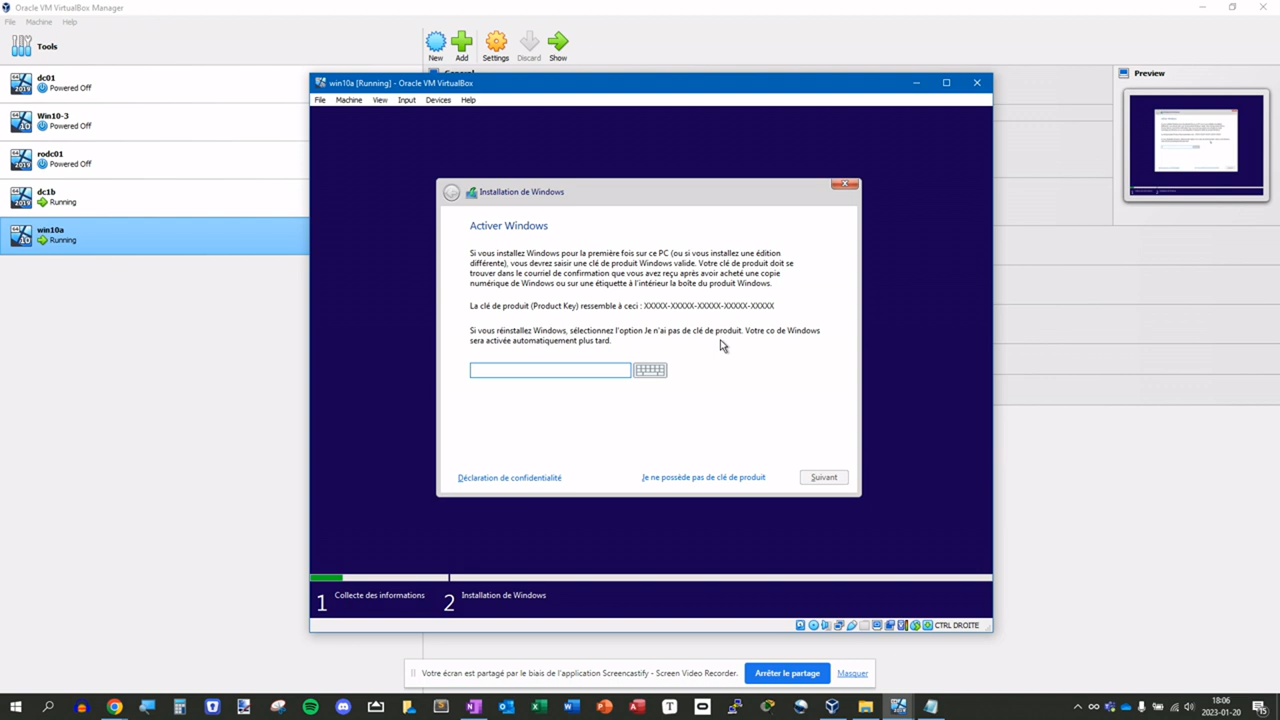 Oracle VM VirtualBox Manager
File Machine Help
Tools
New
Add
Settings
Discard
Show
dc01
Powered Off
Win10-3
Powered Off
rodc01
Powered Off
dc1b
Running
win10a
Running
General
Preview
win10a [Running] - Oracle VM VirtualBox
File Machine View Input Devices Help
Installation de Windows
Activer Windows
Si vous installez Windows pour la première fois sur ce PC (ou si vous installez une édition
différente), vous devrez saisir une clé de produit Windows valide. Votre clé de produit doit se
trouver dans le courriel de confirmation que vous avez reçu après avoir acheté une copie
numérique de Windows ou sur une étiquette à l'intérieur la boîte du produit Windows.
La clé de produit (Product Key) ressemble à ceci : XXXXX-XXXXX-XXXXX-XXXXX-XXXXX
Si vous réinstallez Windows, sélectionnez l'option Je n'ai pas de clé de produit. Votre co de Windows
sera activée automatiquement plus tard.
Déclaration de confidentialité
Je ne possède pas de clé de produit
Suivant
1 Collecte des informations
2 Installation de Windows
CTRL DROITE
Votre écran est partagé par le biais de l'application Screencastify - Screen Video Recorder.
Arrêter le partage
Masquer
18:06
2023-01-20
15